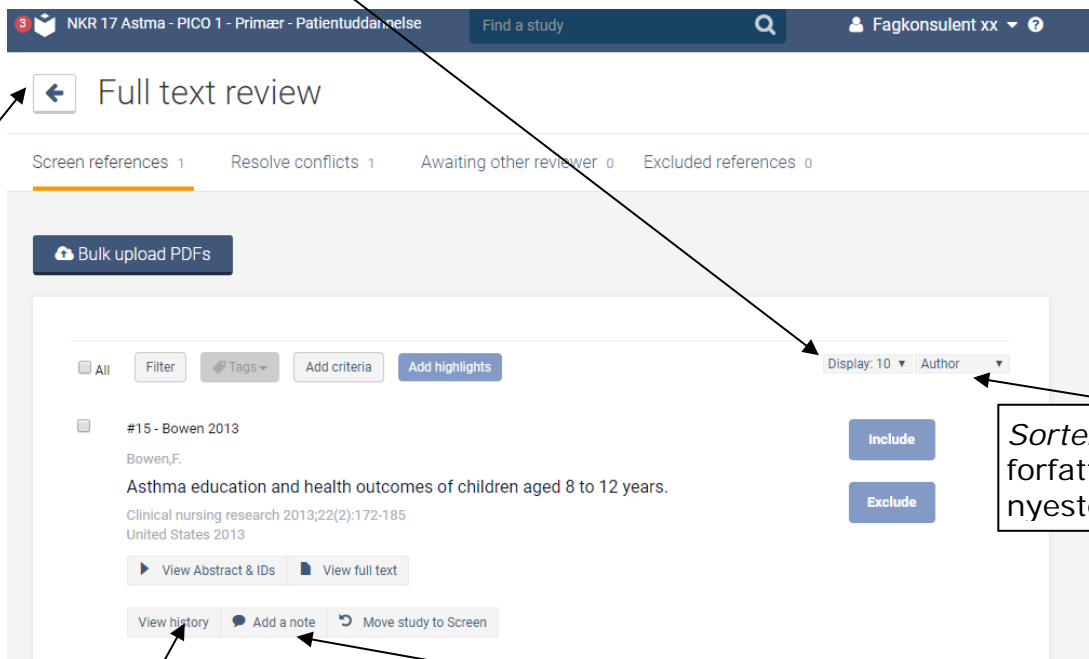 3 NKR 17 Astma - PICO 1 - Primær - Patientuddannelse Find a study Fagkonsulent xx ?
Full text review
Screen references 1 Resolve conflicts 1 Awaiting other reviewer 0 Excluded references 0
Bulk upload PDFs
All Filter Tags Add criteria Add highlights Display: 10 Author
#15 - Bowen 2013
Bowen,F.
Asthma education and health outcomes of children aged 8 to 12 years.
Clinical nursing research 2013;22(2):172-185
United States 2013
Include
Exclude
View Abstract & IDs View full text
View history Add a note Move study to Screen